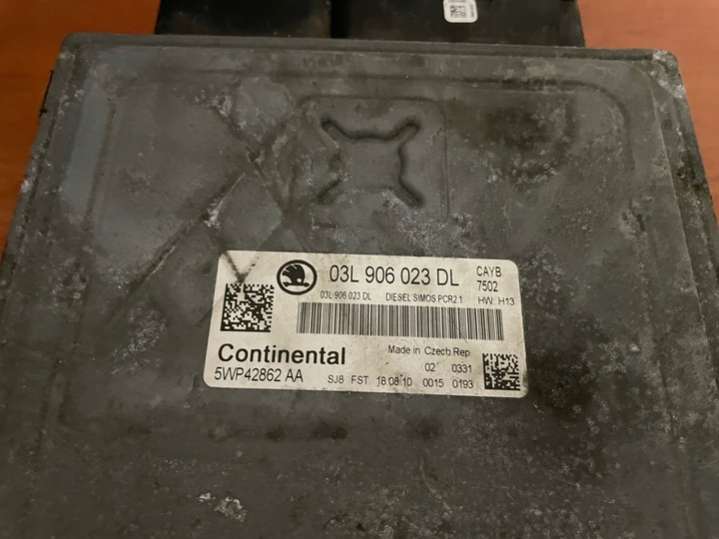 03L 906 023 DL CAYB
7502
03L 906 023 DL DIESEL SIMOS PCR2.1 HW H13
Continental Made in Czech Rep
02 0331
5WP42862 AA SJ8 FST 18.08.10 0015 0193